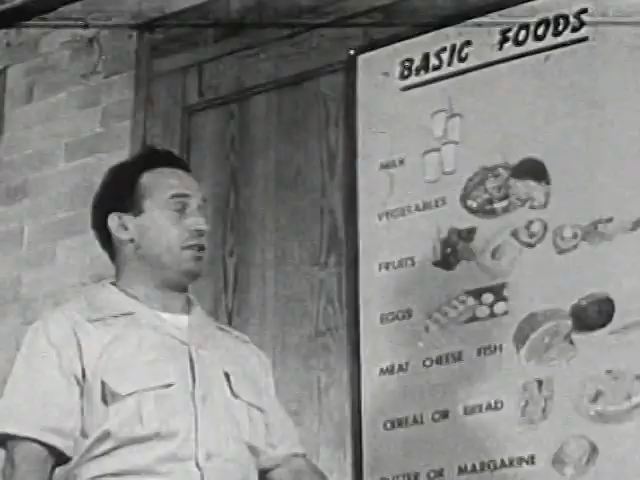 BASIC FOODS
MILK
VEGETABLES
FRUITS
EGGS
MEAT CHEESE FISH
CEREAL OR BREAD
BUTTER OR MARGARINE